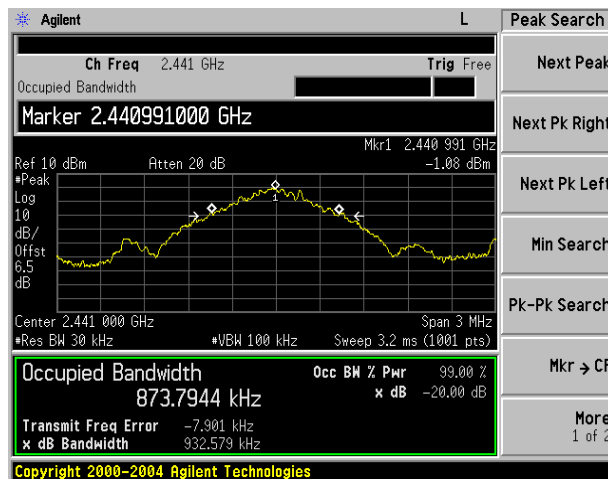 Agilent L Peak Search
Ch Freq 2.441 GHz Trig Free
Occupied Bandwidth
Marker 2.440991000 GHz
Mkr1 2.440 991 GHz
Ref 10 dBm Atten 20 dB -1.08 dBm
#Peak
Log
10
dB/
Offst
6.5
dB
1
Center 2.441 000 GHz Span 3 MHz
#Res BW 30 kHz #VBW 100 kHz Sweep 3.2 ms (1001 pts)
Occupied Bandwidth Occ BW % Pwr 99.00 %
873.7944 kHz x dB -20.00 dB
Transmit Freq Error -7.901 kHz
x dB Bandwidth 932.579 kHz
Copyright 2000-2004 Agilent Technologies
Next Peak
Next Pk Right
Next Pk Left
Min Search
Pk-Pk Search
Mkr → CF
More
1 of 2